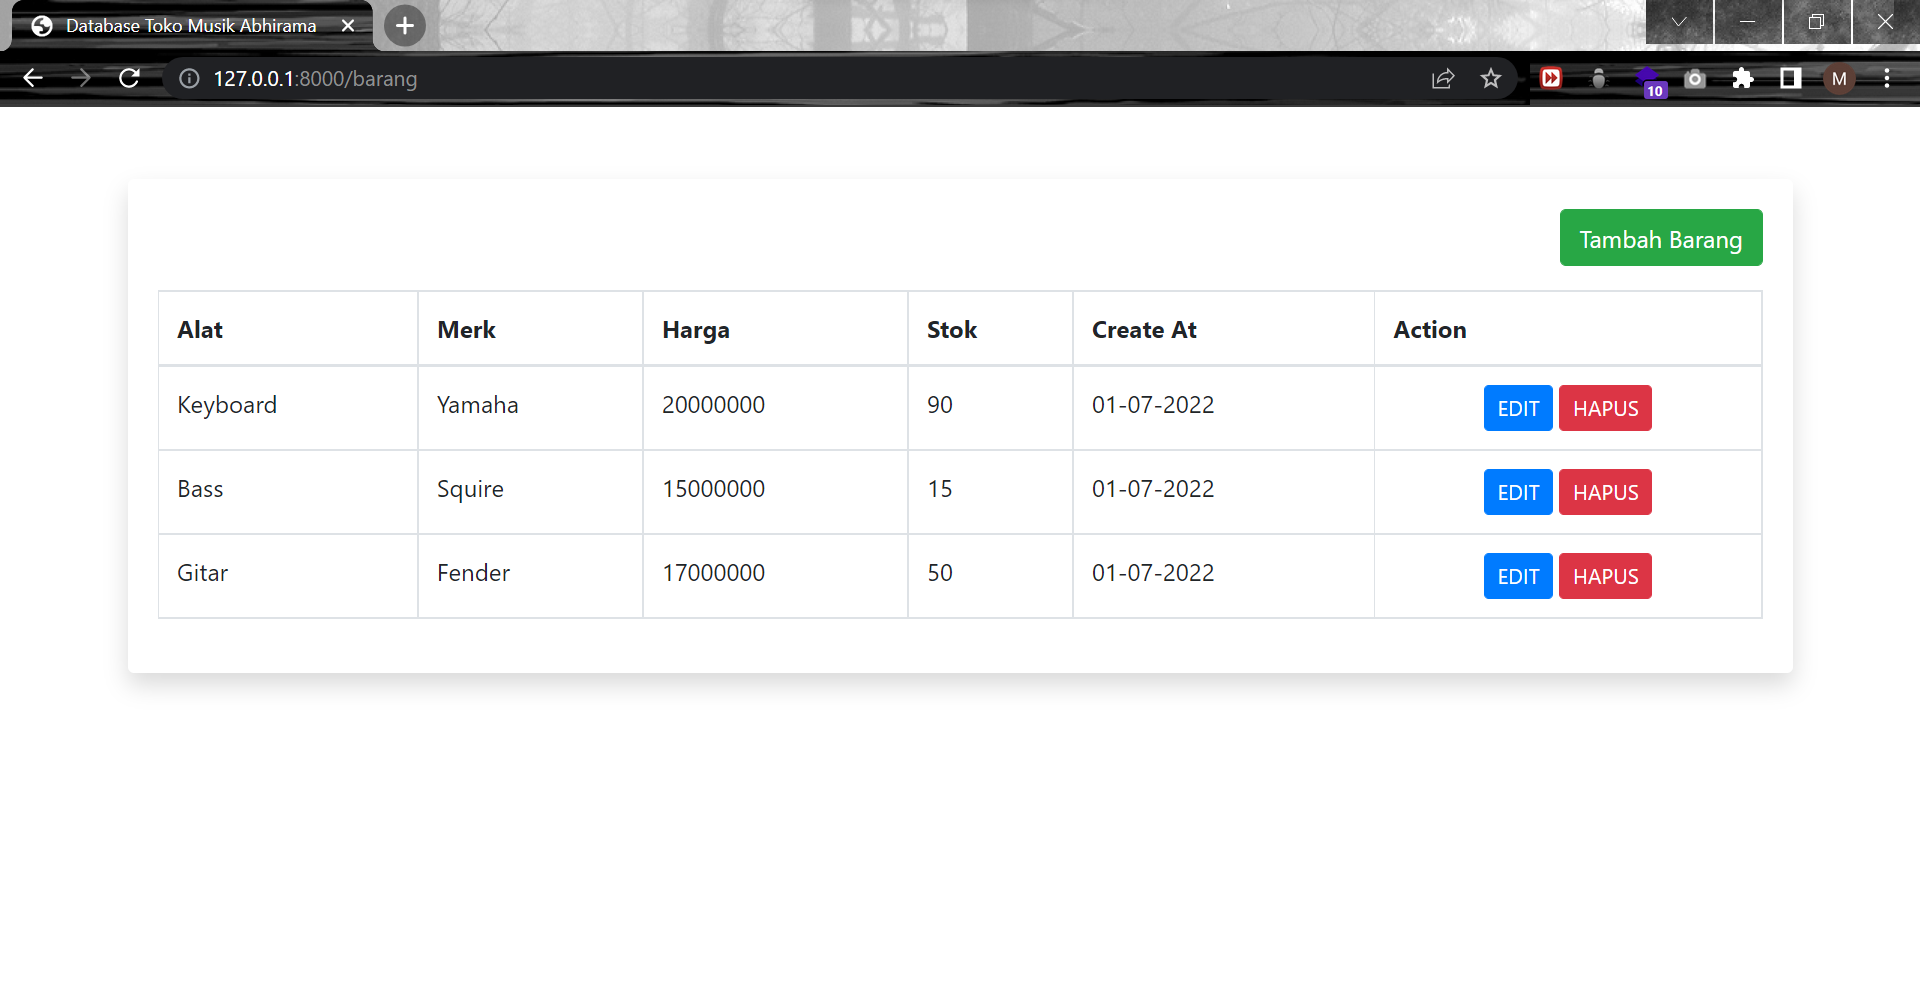 Database Toko Musik Abhirama
127.0.0.1:8000/barang
10
M
Tambah Barang
Alat Merk Harga Stok Create At Action
Keyboard Yamaha 20000000 90 01-07-2022 EDIT HAPUS
Bass Squire 15000000 15 01-07-2022 EDIT HAPUS
Gitar Fender 17000000 50 01-07-2022 EDIT HAPUS